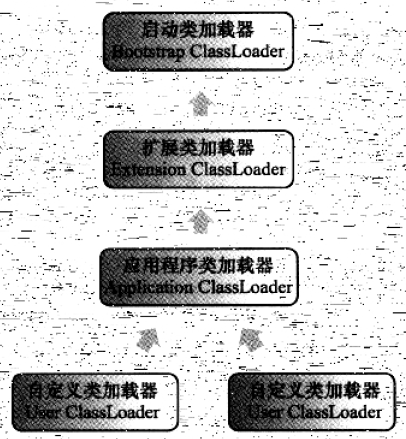 启动类加载器
Bootstrap ClassLoader
扩展类加载器
Extension ClassLoader
应用程序类加载器
Application ClassLoader
自定义类加载器
User ClassLoader
自定义类加载器
User ClassLoader